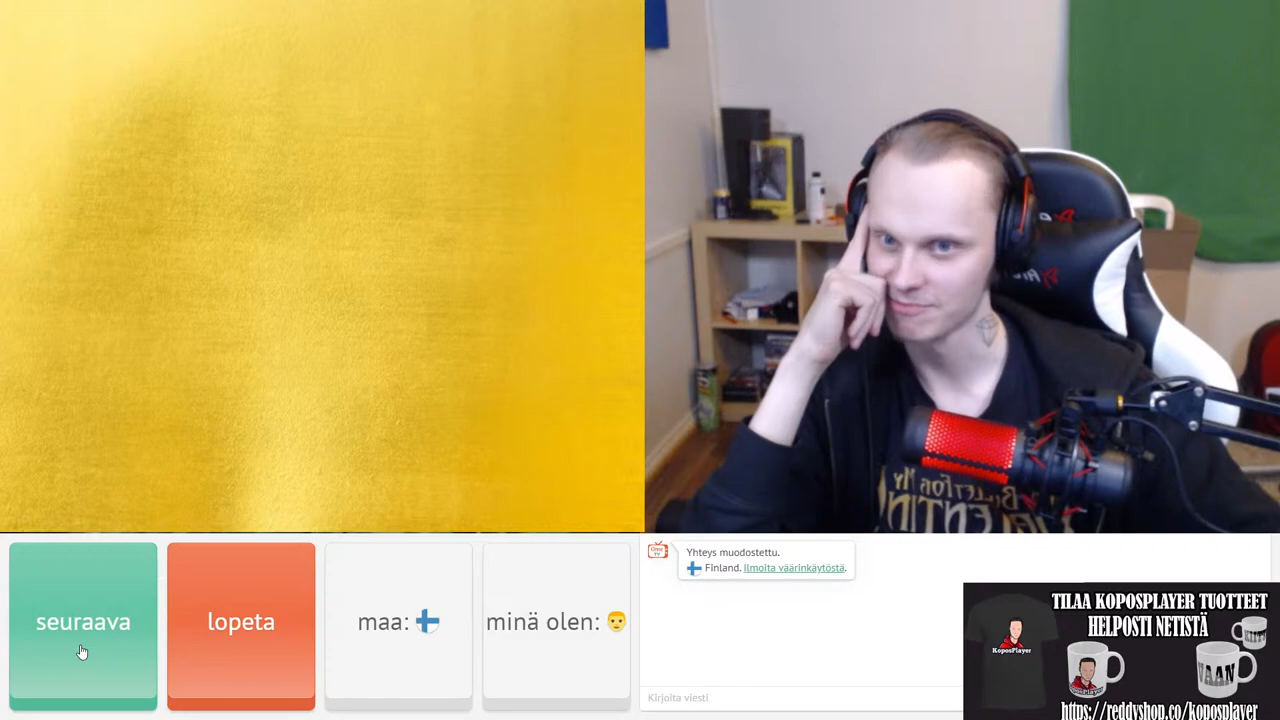 Yhteys muodostettu.
Finland. Ilmoita väärinkäytöstä.
seuraava
lopeta
maa:
minä olen:
Kirjoita viesti
TILAA KOPOSPLAYER TUOTTEET
HELPOSTI NETISTÄ
KoposPlayer
https://reddyshop.co/koposplayer